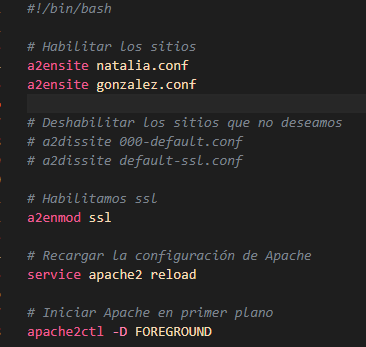 #!/bin/bash
# Habilitar los sitios
a2ensite natalia.conf
a2ensite gonzalez.conf
# Deshabilitar los sitios que no deseamos
# a2dissite 000-default.conf
# a2dissite default-ssl.conf
# Habilitamos ssl
a2enmod ssl
# Recargar la configuración de Apache
service apache2 reload
# Iniciar Apache en primer plano
apache2ctl -D FOREGROUND